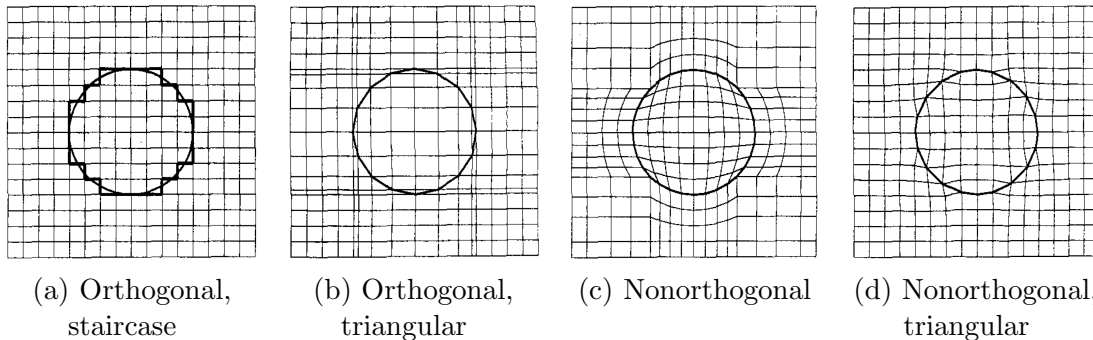 (a) Orthogonal,
staircase
(b) Orthogonal,
triangular
(c) Nonorthogonal
(d) Nonorthogonal,
triangular